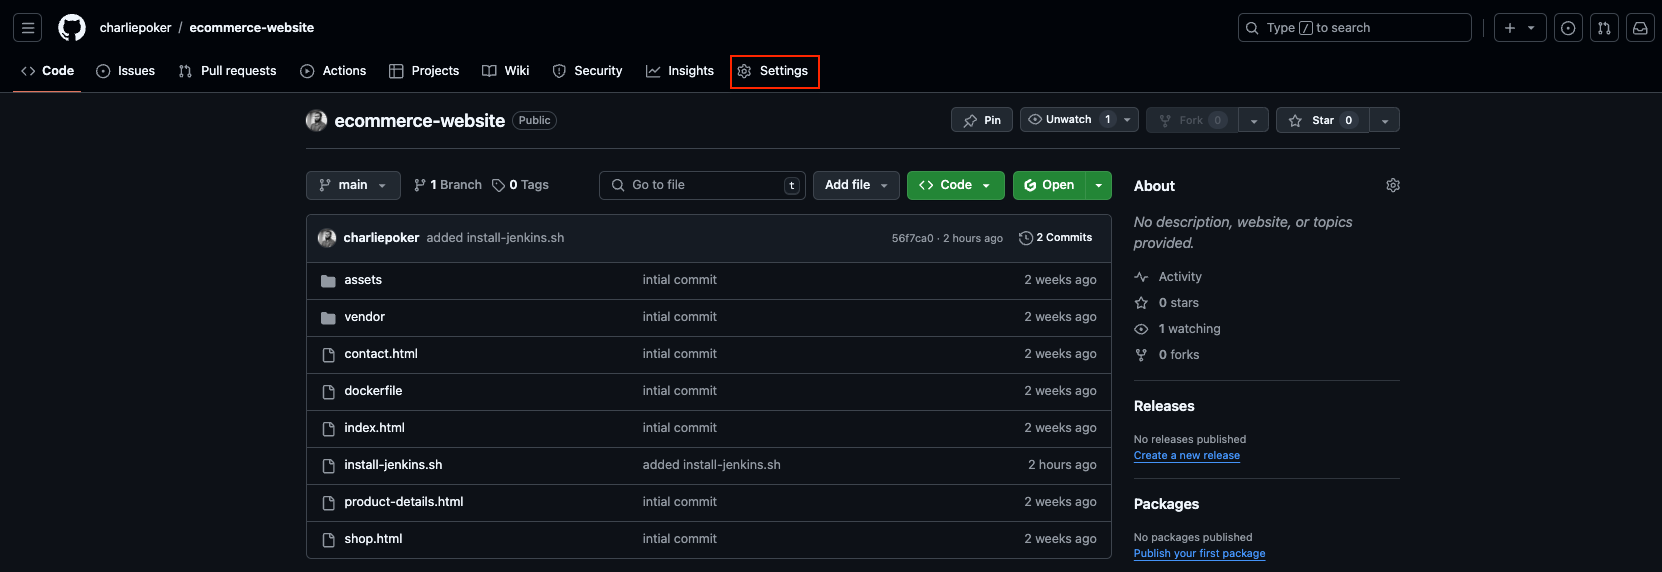 charliepoker / ecommerce-website
Type / to search
Code Issues Pull requests Actions Projects Wiki Security Insights Settings
ecommerce-website Public
Pin Unwatch 1 Fork 0 Star 0
main 1 Branch 0 Tags Go to file t Add file Code Open
charliepoker added install-jenkins.sh 56f7ca0 · 2 hours ago 2 Commits
assets intial commit 2 weeks ago
vendor intial commit 2 weeks ago
contact.html intial commit 2 weeks ago
dockerfile intial commit 2 weeks ago
index.html intial commit 2 weeks ago
install-jenkins.sh added install-jenkins.sh 2 hours ago
product-details.html intial commit 2 weeks ago
shop.html intial commit 2 weeks ago
About
No description, website, or topics
provided.
Activity
0 stars
1 watching
0 forks
Releases
No releases published
Create a new release
Packages
No packages published
Publish your first package